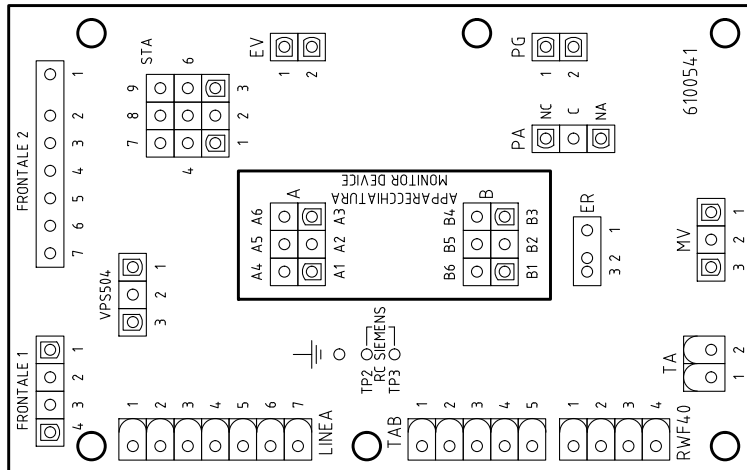 FRONTALE 2
1
2
3
4
5
6
7
STA
9
8
7
6
4
3
2
1
EV
1
2
PG
1
2
PA
NC
C
NA
6100541
VPS504
1
2
3
APPARECCHIATURA
MONITOR DEVICE
A
A6
A5
A4
A3
A2
A1
B
B4
B5
B6
B3
B2
B1
ER
3 2 1
MV
3 2 1
FRONTALE 1
1
2
3
4
TP2
TP3
RC SIEMENS
TA
1 2
LINEA
1
2
3
4
5
6
7
TAB
1
2
3
4
5
RWF40
1
2
3
4